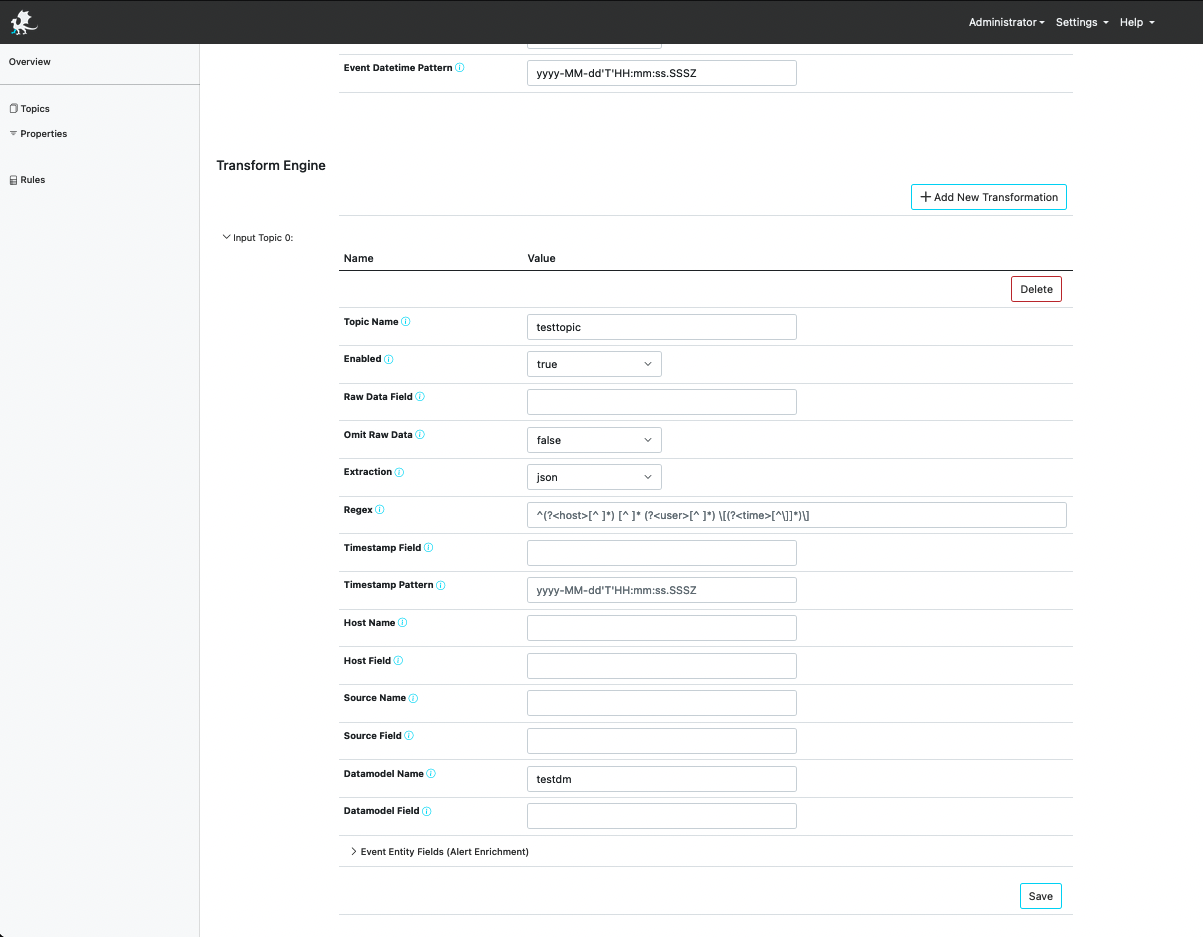 Administrator Settings Help
Overview
Topics
Properties
Rules
Event Datetime Pattern yyyy-MM-dd'T'HH:mm:ss.SSSZ
Transform Engine
Add New Transformation
Input Topic 0:
Name Value
Delete
Topic Name testtopic
Enabled true
Raw Data Field
Omit Raw Data false
Extraction json
Regex ^(?<host>[^ ]*) [^ ]* (?<user>[^ ]*) \[(?<time>[^\]]*)\]
Timestamp Field
Timestamp Pattern yyyy-MM-dd'T'HH:mm:ss.SSSZ
Host Name
Host Field
Source Name
Source Field
Datamodel Name testdm
Datamodel Field
Event Entity Fields (Alert Enrichment)
Save